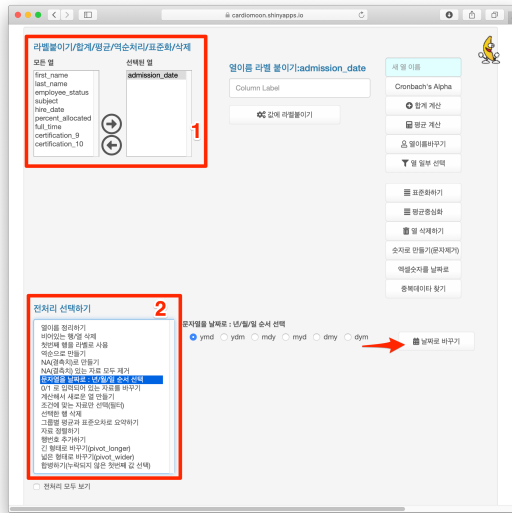 cardiomoon.shinyapps.io
라벨붙이기/합계/평균/역순처리/표준화/삭제
모든 열
선택된 열
first_name
last_name
employee_status
subject
hire_date
percent_allocated
full_time
certification_9
certification_10
admission_date
1
열이름 라벨 붙이기:admission_date
Column Label
값에 라벨붙이기
새 열 이름
Cronbach's Alpha
합계 계산
평균 계산
열이름바꾸기
열 일부 선택
표준화하기
평균중심화
열 삭제하기
숫자로 만들기(문자제거)
엑셀숫자를 날짜로
중복데이타 찾기
전처리 선택하기
2
열이름 정리하기
비어있는 행/열 삭제
첫번째 행을 라벨로 사용
역순으로 만들기
NA(결측치)로 만들기
NA(결측치) 있는 자료 모두 제거
문자열을 날짜로 : 년/월/일 순서 선택
0/1 로 입력되어 있는 자료를 바꾸기
계산해서 새로운 열 만들기
조건에 맞는 자료만 선택(필터)
선택한 행 삭제
그룹별 평균과 표준오차로 요약하기
자료 정렬하기
행번호 추가하기
긴 형태로 바꾸기(pivot_longer)
넓은 형태로 바꾸기(pivot_wider)
합병하기(누락되지 않은 첫번째 값 선택)
문자열을 날짜로 : 년/월/일 순서 선택
ymd ydm mdy myd dmy dym
날짜로 바꾸기
전처리 모두 보기